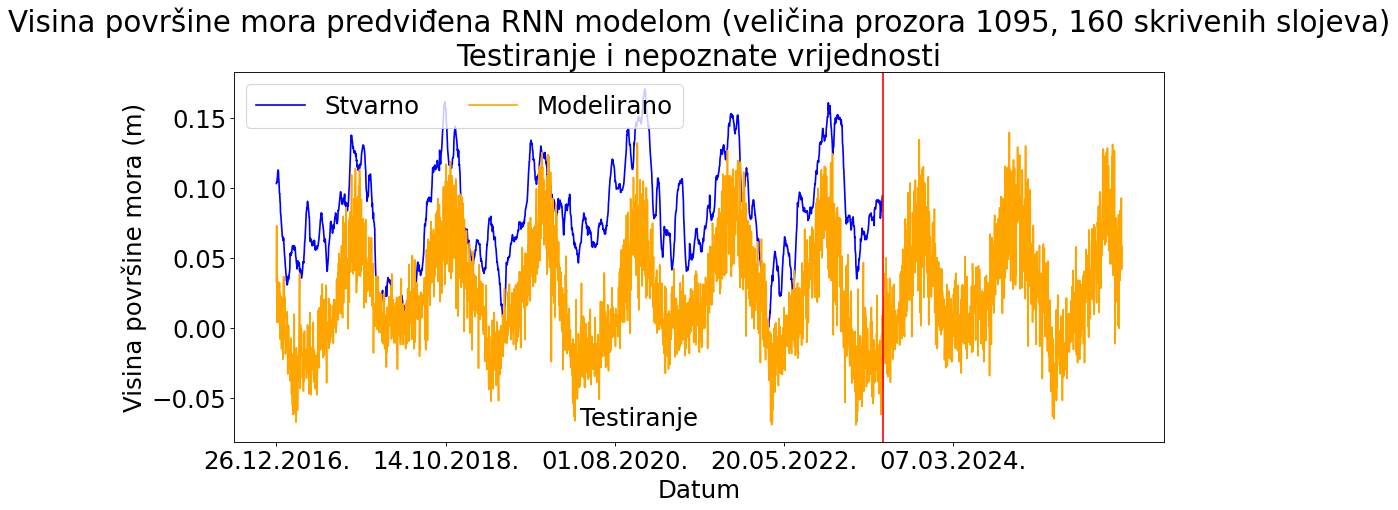 Visina površine mora predviđena RNN modelom (veličina prozora 1095, 160 skrivenih slojeva)
Testiranje i nepoznate vrijednosti
Stvarno Modelirano
Visina površine mora (m)
0.15
0.10
0.05
0.00
−0.05
Testiranje
26.12.2016. 14.10.2018. 01.08.2020. 20.05.2022. 07.03.2024.
Datum